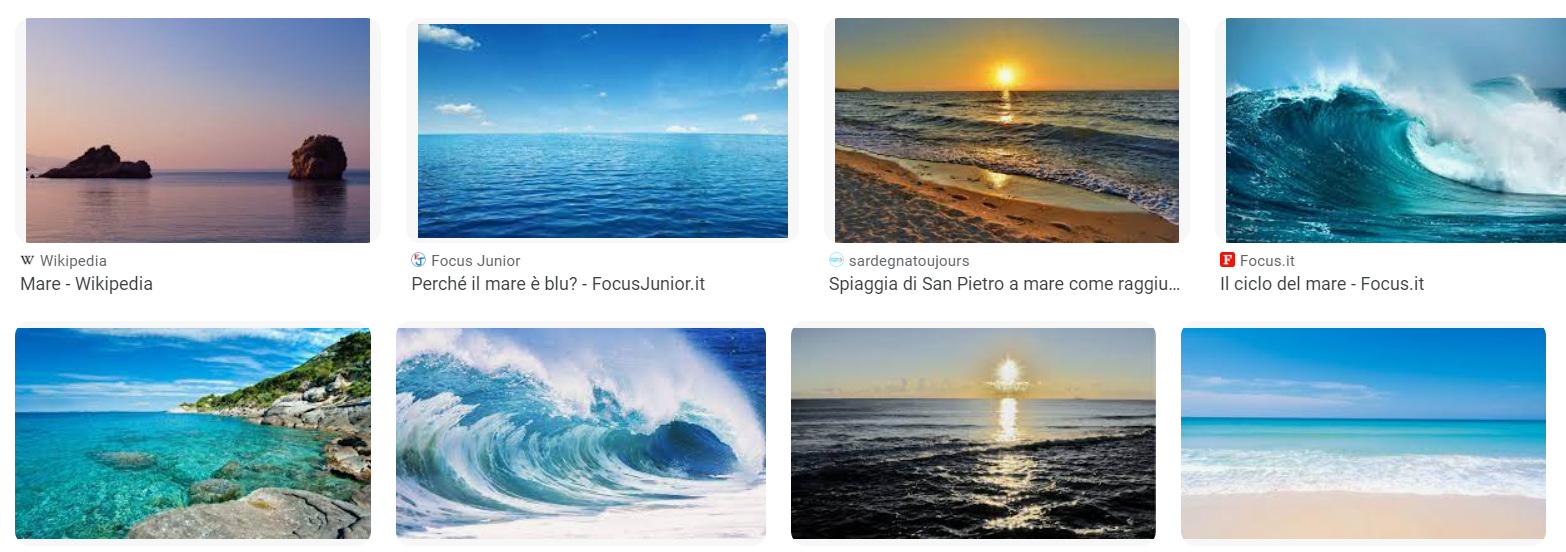 Wikipedia
Mare - Wikipedia
Focus Junior
Perché il mare è blu? - FocusJunior.it
sardegnatoujours
Spiaggia di San Pietro a mare come raggiu...
Focus.it
Il ciclo del mare - Focus.it